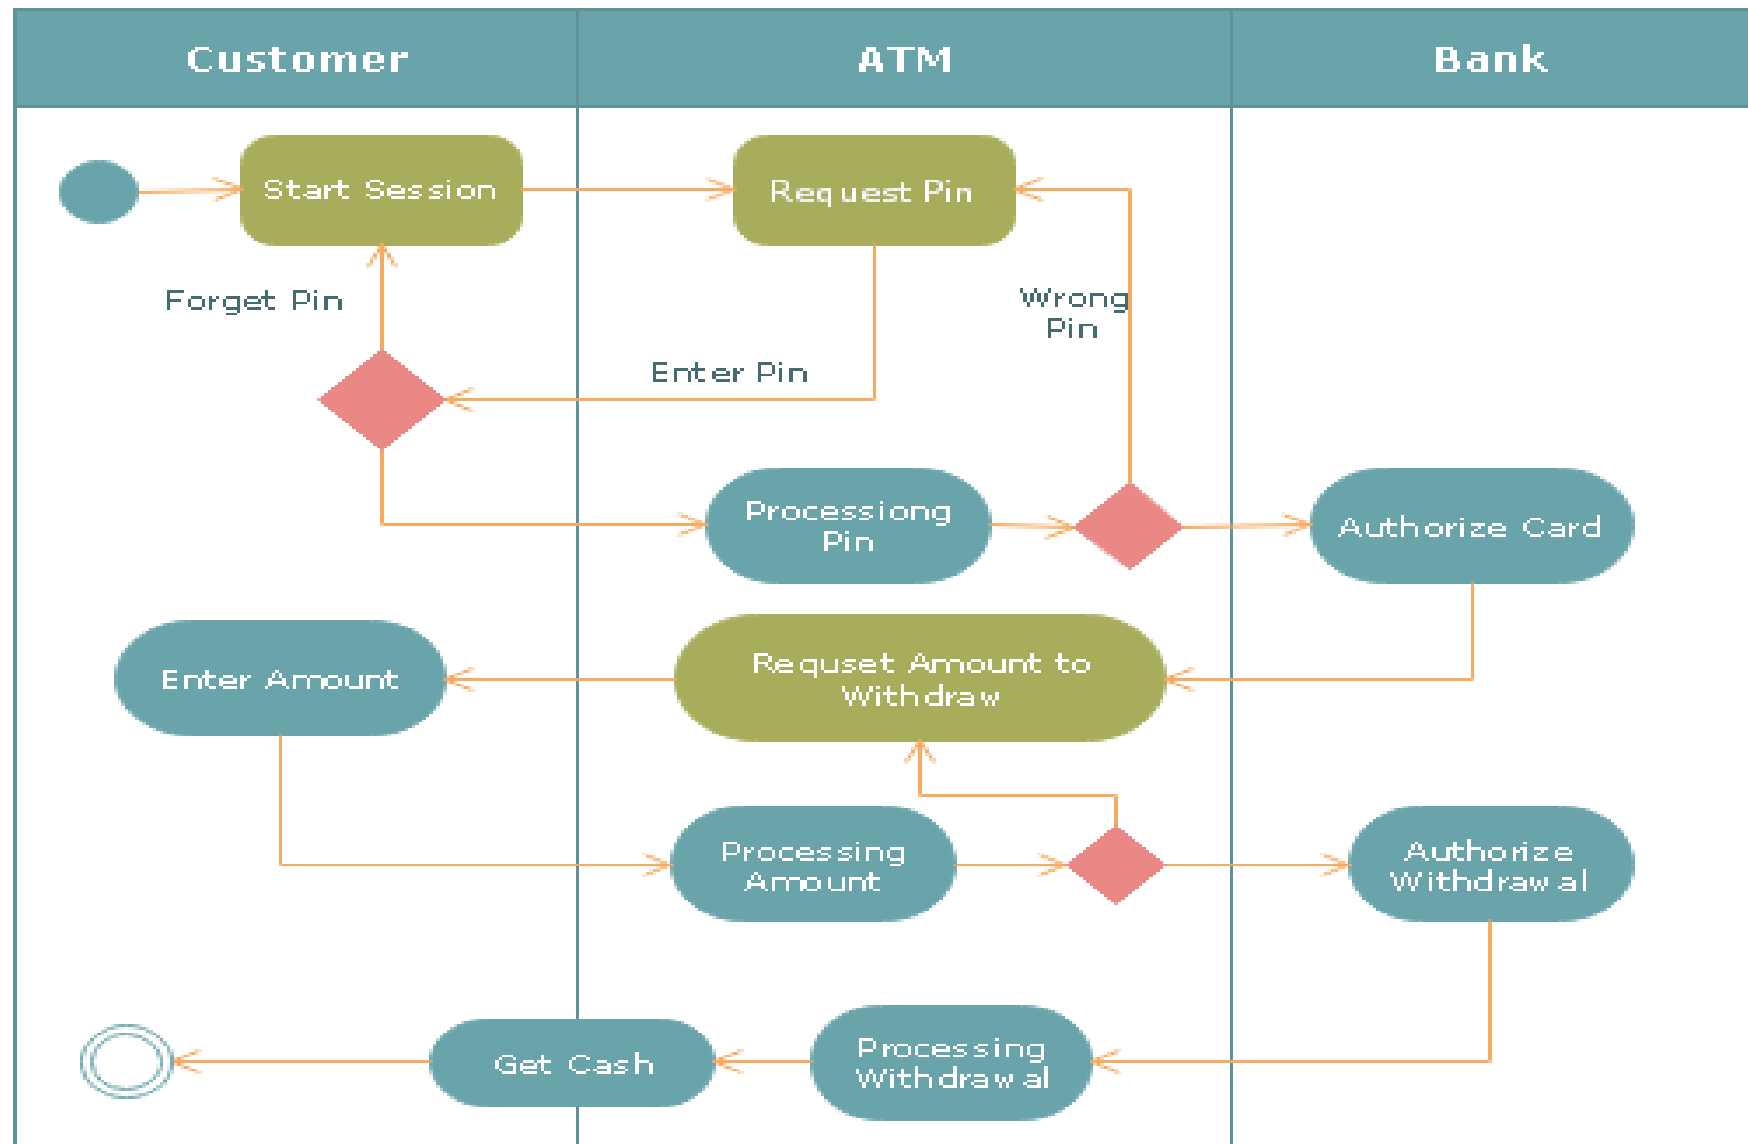 Customer
ATM
Bank
Start Session
Request Pin
Forget Pin
Wrong
Pin
Enter Pin
Processiong
Pin
Authorize Card
Enter Amount
Requset Amount to
Withdraw
Processing
Amount
Authorize
Withdrawal
Get Cash
Processing
Withdrawal